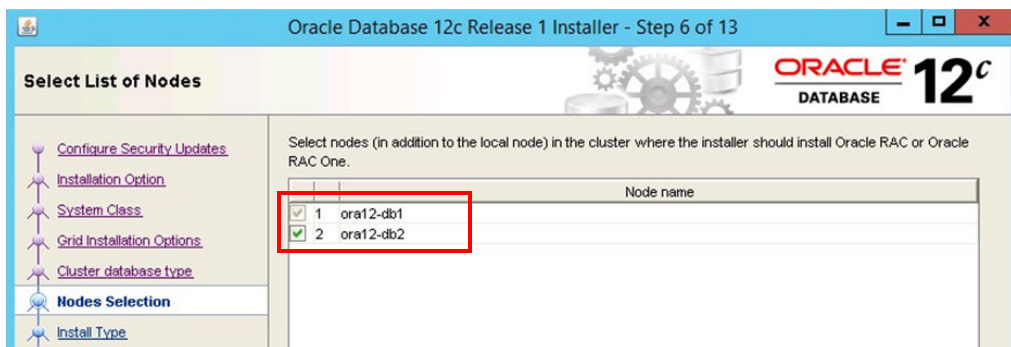 Oracle Database 12c Release 1 Installer - Step 6 of 13
Select List of Nodes
ORACLE
DATABASE
12c
Configure Security Updates
Installation Option
System Class
Grid Installation Options
Cluster database type
Nodes Selection
Install Type
Select nodes (in addition to the local node) in the cluster where the installer should install Oracle RAC or Oracle
RAC One.
Node name
1 ora12-db1
2 ora12-db2